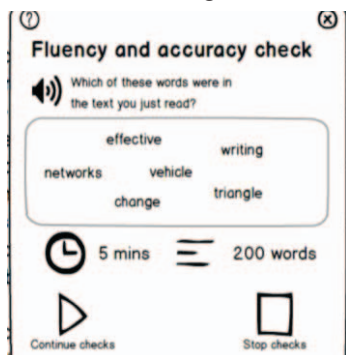 Fluency and accuracy check
Which of these words were in
the text you just read?
effective
writing
networks
vehicle
triangle
change
5 mins
200 words
Continue checks
Stop checks